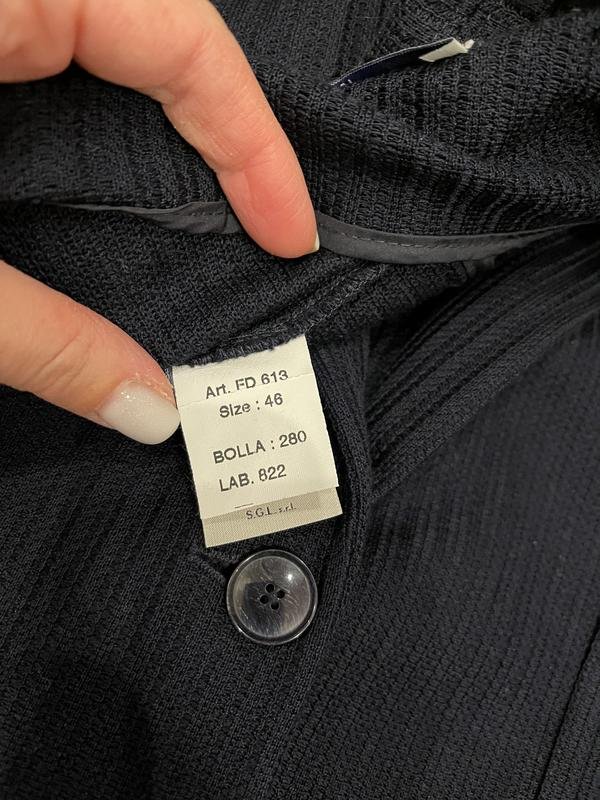 Art. FD 613
Size : 46
BOLLA : 280
LAB. 822
S.G.L. s.r.l.